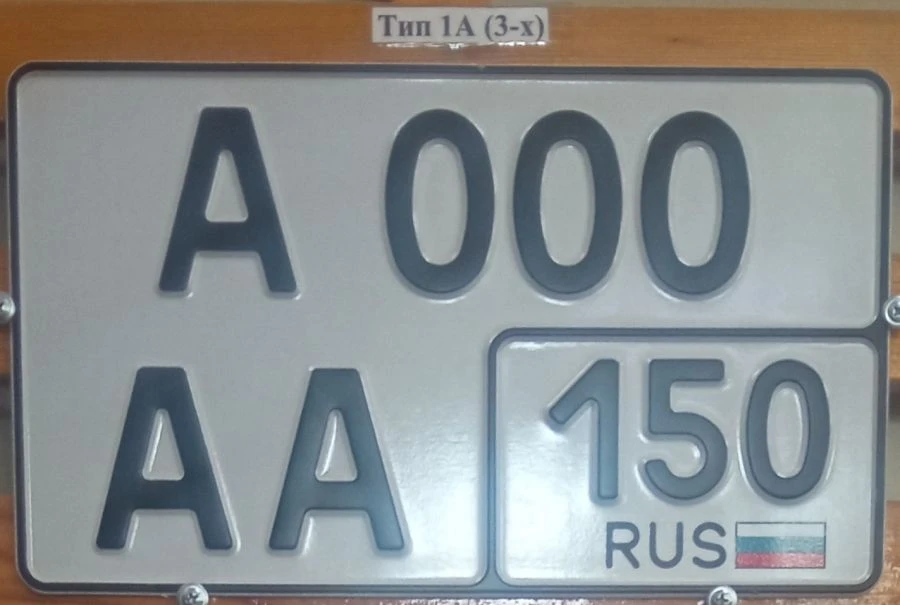 Тип 1А (3-х)
А 000
АА 150
RUS